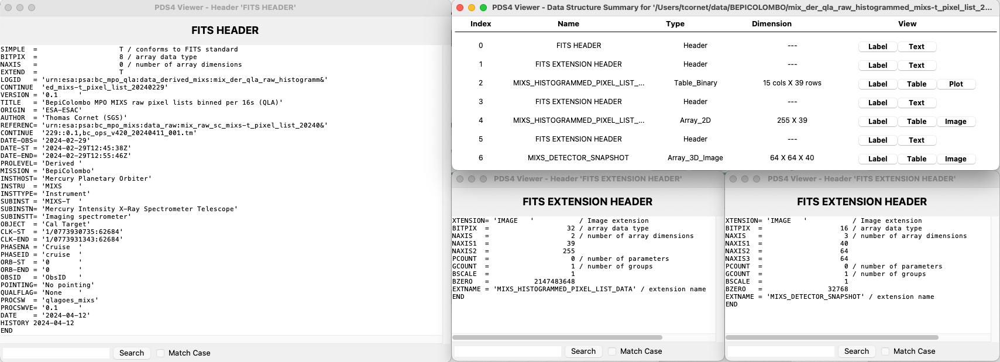 PDS4 Viewer - Header 'FITS HEADER'
FITS HEADER
SIMPLE  =                    T / conforms to FITS standard
BITPIX  =                    8 / array data type
NAXIS   =                    0 / number of array dimensions
EXTEND  =                    T
LOGID   = 'urn:esa:psa:bc_mpo_qla:data_derived_mixs:mix_der_qla_raw_histogramm&'
CONTINUE  'ed_mixs-t_pixel_list_20240229'
VERSION = '0.1     '
TITLE   = 'BepiColombo MPO MIXS raw pixel lists binned per 16s (QLA)'
ORIGIN  = 'ESA-ESAC'
AUTHOR  = 'Thomas Cornet (SGS)'
REFERENC= 'urn:esa:psa:bc_mpo_mixs:data_raw:mix_raw_sc_mixs-t_pixel_list_20240&'
CONTINUE  '229::0.1,bc_ops_v420_20240411_001.tm'
DATE-OBS= '2024-02-29'
DATE-ST = '2024-02-29T12:45:38Z'
DATE-END= '2024-02-29T12:55:46Z'
PROLEVEL= 'Derived '
MISSION = 'BepiColombo'
INSTHOST= 'Mercury Planetary Orbiter'
INSTRU  = 'MIXS    '
INSTTYPE= 'Instrument'
SUBINST = 'MIXS-T  '
SUBINSTN= 'Mercury Intensity X-Ray Spectrometer Telescope'
SUBINSTT= 'Imaging spectrometer'
OBJECT  = 'Cal Target'
CLK-ST  = '1/0773930735:62684'
CLK-END = '1/0773931343:62684'
PHASENA = 'Cruise  '
PHASEID = 'cruise  '
ORB-ST  = '0       '
ORB-END = '0       '
OBSID   = 'ObsID   '
POINTING= 'No pointing'
QUALFLAG= 'None    '
PROCSW  = 'qlagoes_mixs'
PROCSWVE= '0.1     '
DATE    = '2024-04-12'
HISTORY 2024-04-12
END
Search Match Case
PDS4 Viewer - Data Structure Summary for '/Users/tcornet/data/BEPICOLOMBO/mix_der_qla_raw_histogrammed_mixs-t_pixel_list_2...
Index Name Type Dimension View
0 FITS HEADER Header --- Label Text
1 FITS EXTENSION HEADER Header --- Label Text
2 MIXS_HISTOGRAMMED_PIXEL_LIST_... Table_Binary 15 cols X 39 rows Label Table Plot
3 FITS EXTENSION HEADER Header --- Label Text
4 MIXS_HISTOGRAMMED_PIXEL_LIST_... Array_2D 255 X 39 Label Table Image
5 FITS EXTENSION HEADER Header --- Label Text
6 MIXS_DETECTOR_SNAPSHOT Array_3D_Image 64 X 64 X 40 Label Table Image
PDS4 Viewer - Header 'FITS EXTENSION HEADER'
FITS EXTENSION HEADER
XTENSION= 'IMAGE   '           / Image extension
BITPIX  =                   32 / array data type
NAXIS   =                    2 / number of array dimensions
NAXIS1  =                   39
NAXIS2  =                  255
PCOUNT  =                    0 / number of parameters
GCOUNT  =                    1 / number of groups
BSCALE  =                    1
BZERO   =           2147483648
EXTNAME = 'MIXS_HISTOGRAMMED_PIXEL_LIST_DATA' / extension name
END
Search Match Case
PDS4 Viewer - Header 'FITS EXTENSION HEADER'
FITS EXTENSION HEADER
XTENSION= 'IMAGE   '           / Image extension
BITPIX  =                   16 / array data type
NAXIS   =                    3 / number of array dimensions
NAXIS1  =                   40
NAXIS2  =                   64
NAXIS3  =                   64
PCOUNT  =                    0 / number of parameters
GCOUNT  =                    1 / number of groups
BSCALE  =                    1
BZERO   =                32768
EXTNAME = 'MIXS_DETECTOR_SNAPSHOT' / extension name
END
Search Match Case